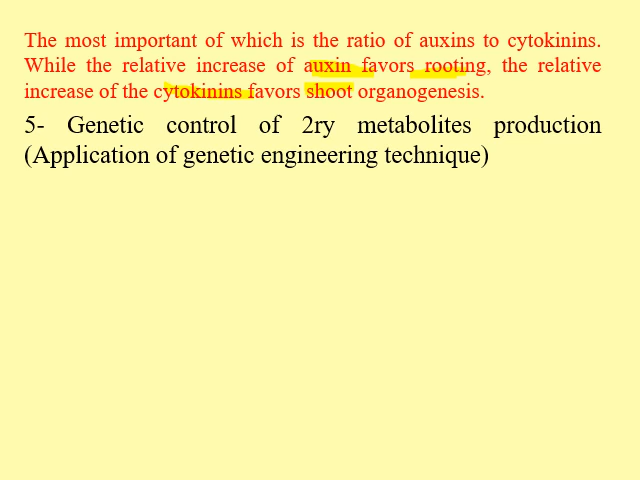 The most important of which is the ratio of auxins to cytokinins.
While the relative increase of auxin favors rooting, the relative
increase of the cytokinins favors shoot organogenesis.
5- Genetic control of 2ry metabolites production
(Application of genetic engineering technique)